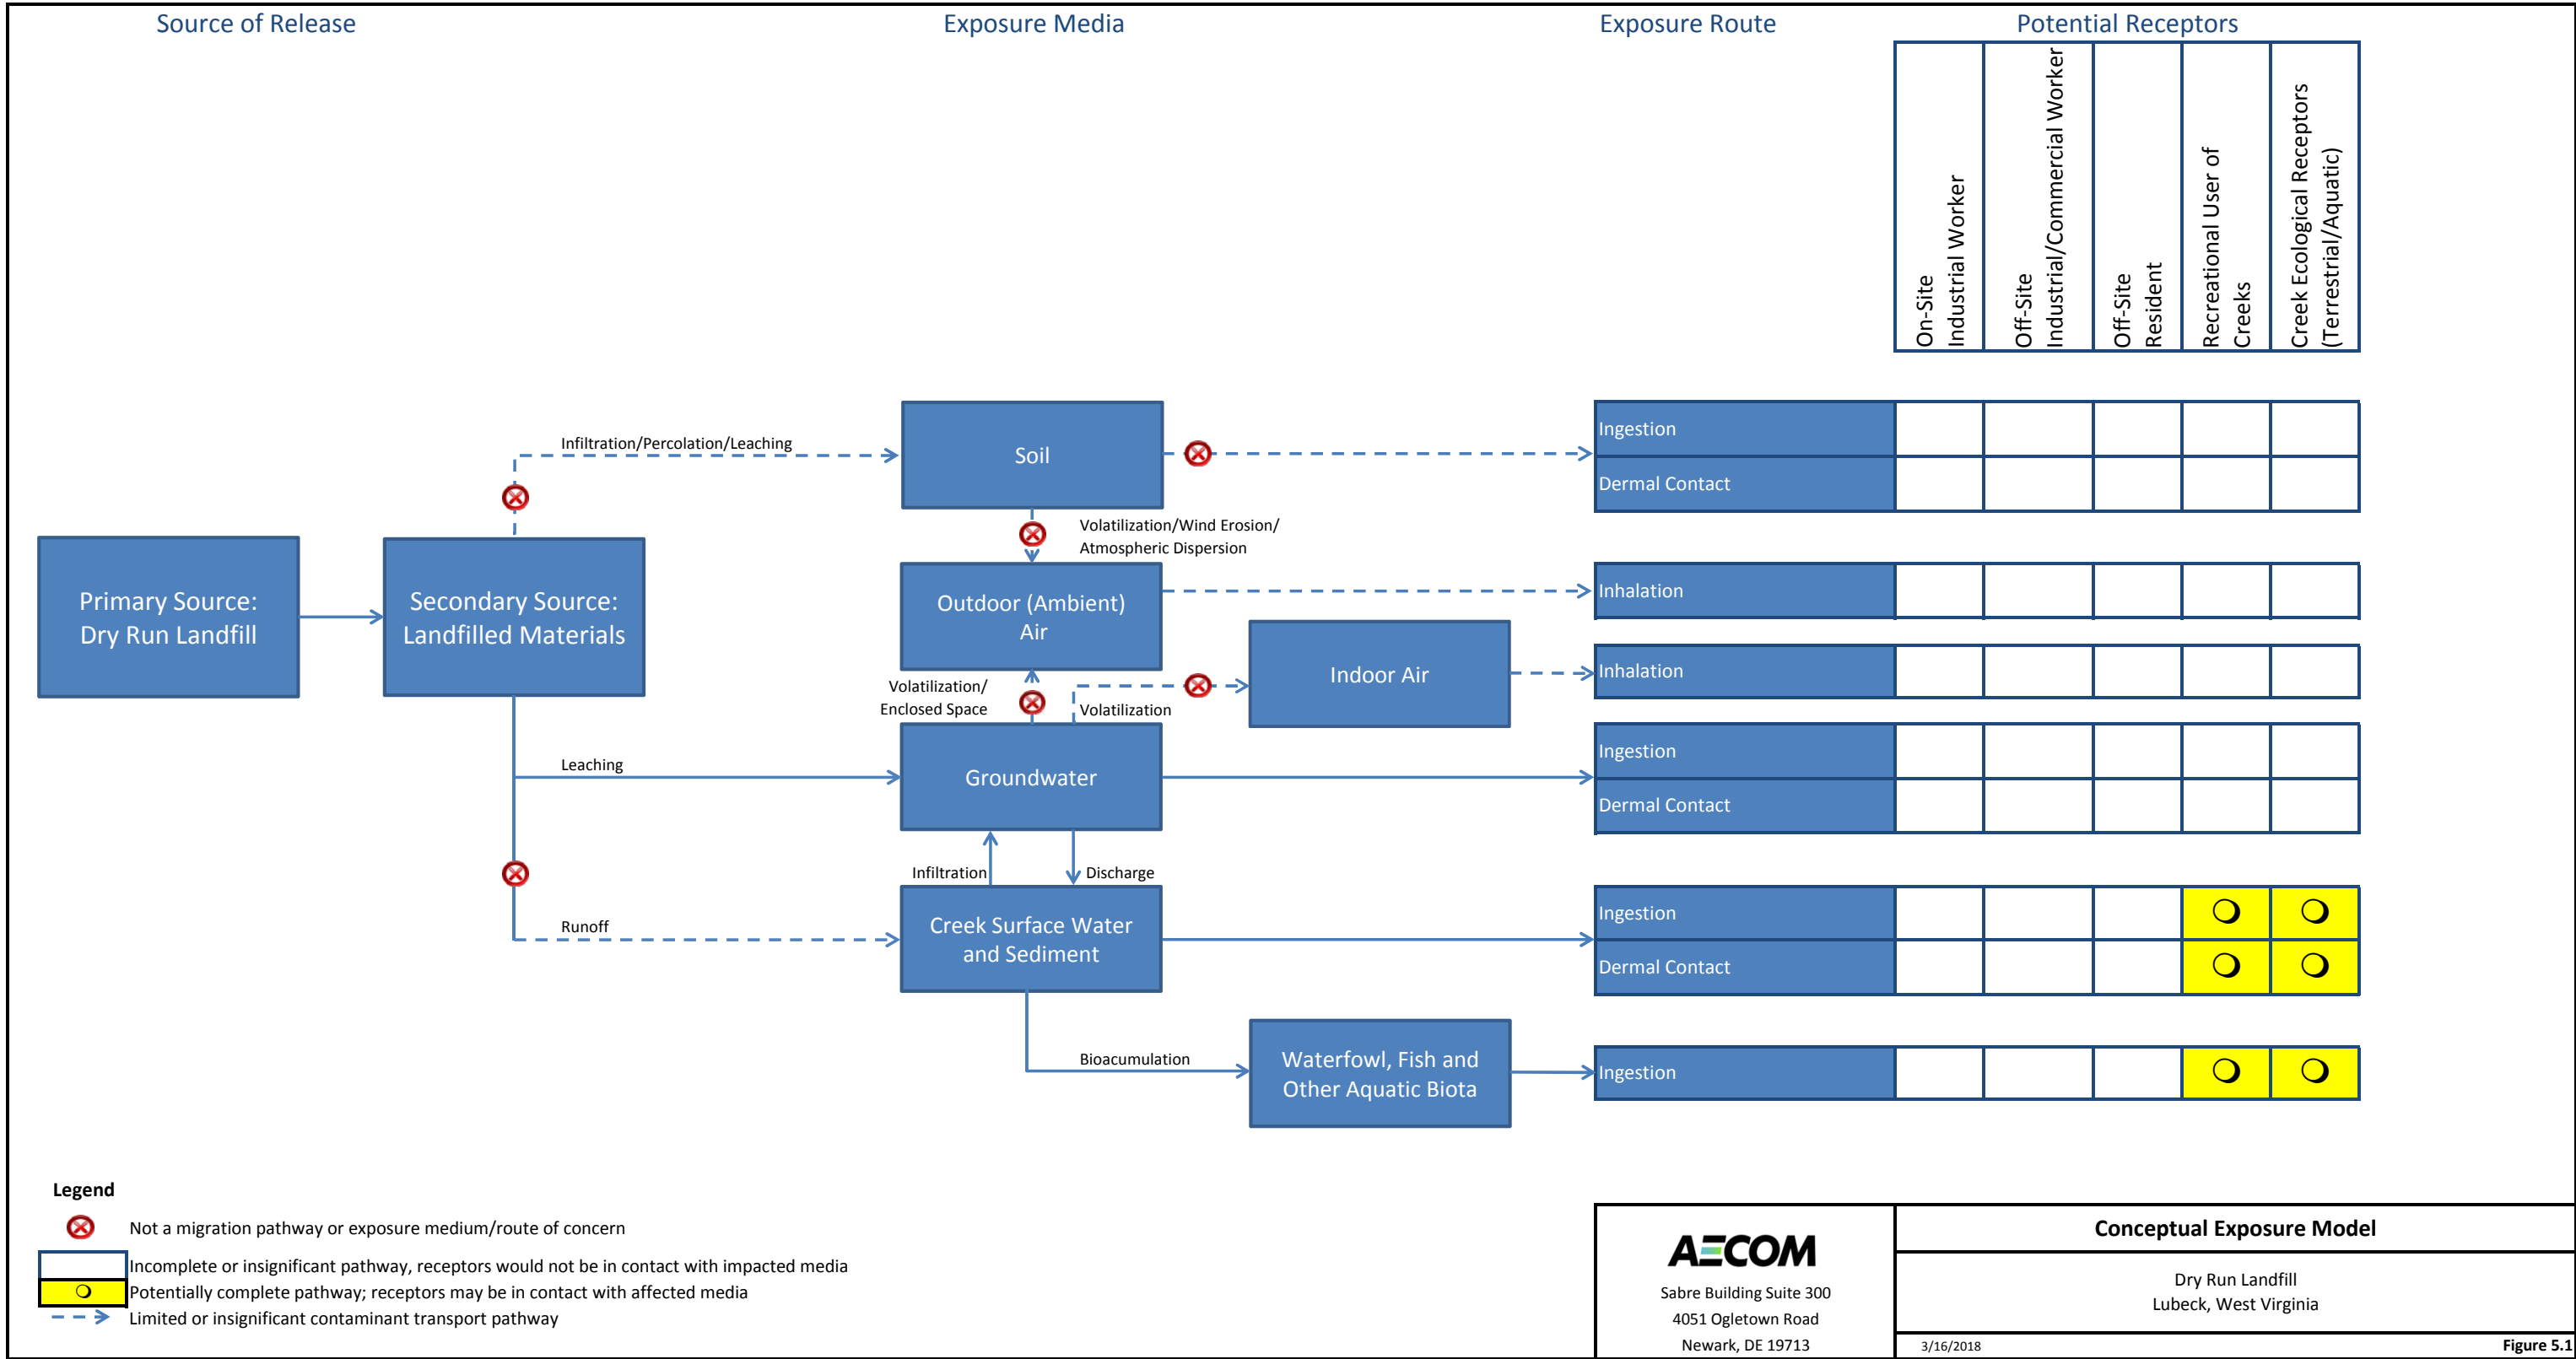 Source of Release
Exposure Media
Exposure Route
Potential Receptors
On-Site
Industrial Worker
Off-Site
Industrial/Commercial Worker
Off-Site
Resident
Recreational User of
Creeks
Creek Ecological Receptors
(Terrestrial/Aquatic)
Infiltration/Percolation/Leaching
Soil
Ingestion
Dermal Contact
Volatilization/Wind Erosion/
Atmospheric Dispersion
Primary Source:
Dry Run Landfill
Secondary Source:
Landfilled Materials
Outdoor (Ambient)
Air
Inhalation
Indoor Air
Inhalation
Volatilization/
Enclosed Space
Volatilization
Leaching
Groundwater
Ingestion
Dermal Contact
Infiltration
Discharge
Runoff
Creek Surface Water
and Sediment
Ingestion
Dermal Contact
Bioacumulation
Waterfowl, Fish and
Other Aquatic Biota
Ingestion
Legend
Not a migration pathway or exposure medium/route of concern
Incomplete or insignificant pathway, receptors would not be in contact with impacted media
Potentially complete pathway; receptors may be in contact with affected media
Limited or insignificant contaminant transport pathway
AECOM
Sabre Building Suite 300
4051 Ogletown Road
Newark, DE 19713
Conceptual Exposure Model
Dry Run Landfill
Lubeck, West Virginia
3/16/2018
Figure 5.1